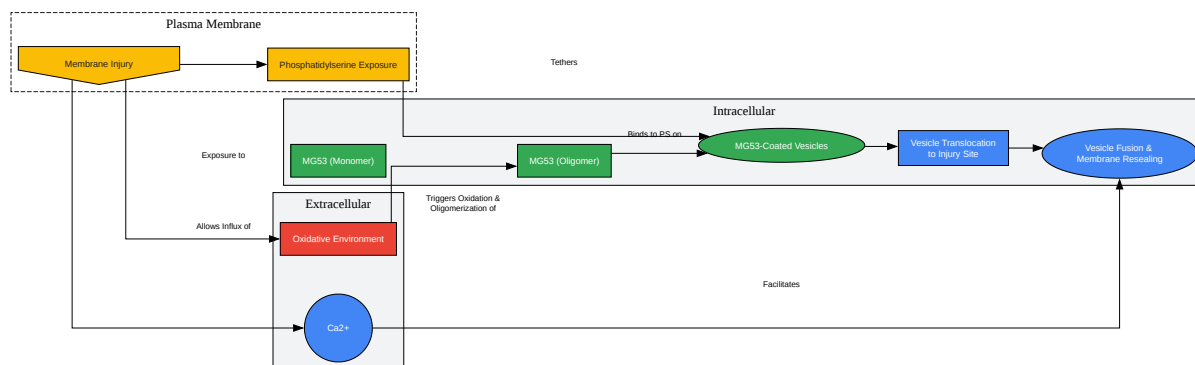 Plasma Membrane
Membrane Injury
Phosphatidylserine Exposure
Tethers
Intracellular
Binds to PS on
MG53-Coated Vesicles
Vesicle Translocation
to Injury Site
Vesicle Fusion &
Membrane Resealing
Exposure to
MG53 (Monomer)
MG53 (Oligomer)
Extracellular
Triggers Oxidation &
Oligomerization of
Allows Influx of
Oxidative Environment
Facilitates
Ca2+